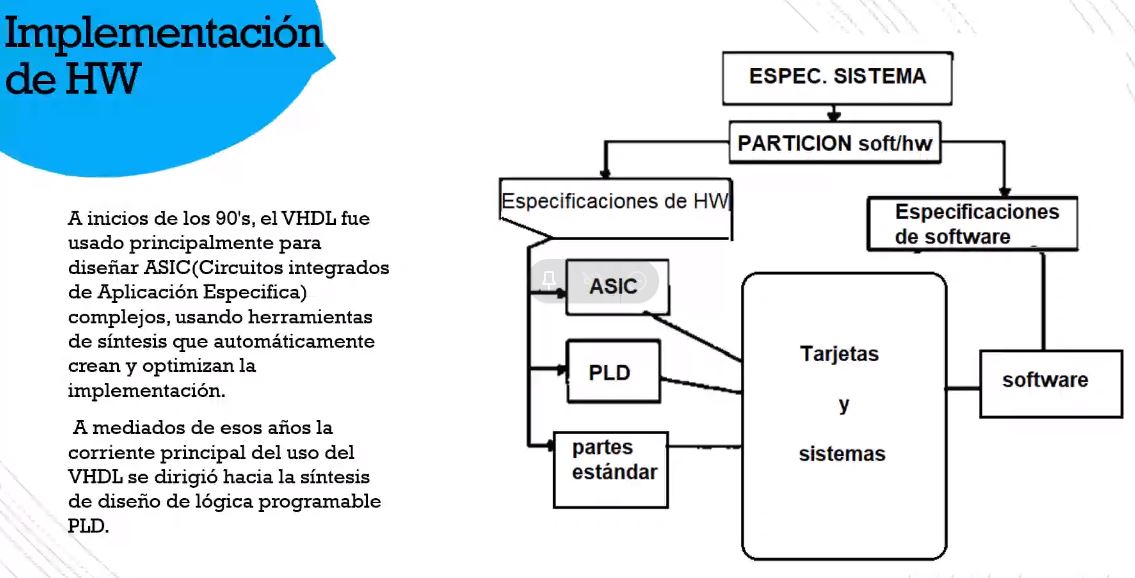 Implementación
de HW
A inicios de los 90's, el VHDL fue
usado principalmente para
diseñar ASIC(Circuitos integrados
de Aplicación Especifica)
complejos, usando herramientas
de síntesis que automáticamente
crean y optimizan la
implementación.
A mediados de esos años la
corriente principal del uso del
VHDL se dirigió hacia la síntesis
de diseño de lógica programable
PLD.
ESPEC. SISTEMA
PARTICION soft/hw
Especificaciones de HW
Especificaciones
de software
ASIC
PLD
partes
estándar
Tarjetas
y
sistemas
software